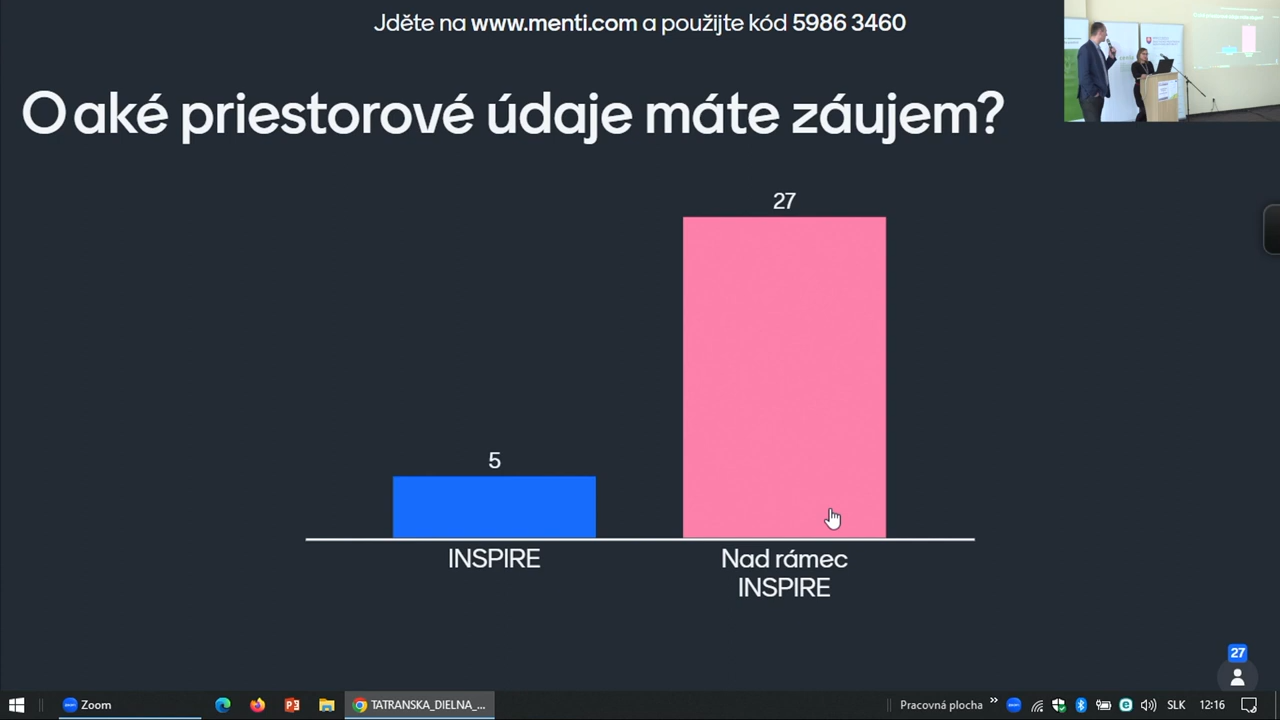 Jděte na www.menti.com a použijte kód 5986 3460
O aké priestorové údaje máte záujem?
27
5
INSPIRE
Nad rámec
INSPIRE
27
Zoom
TATRANSKA_DIELNA_...
Pracovná plocha
SLK
12:16